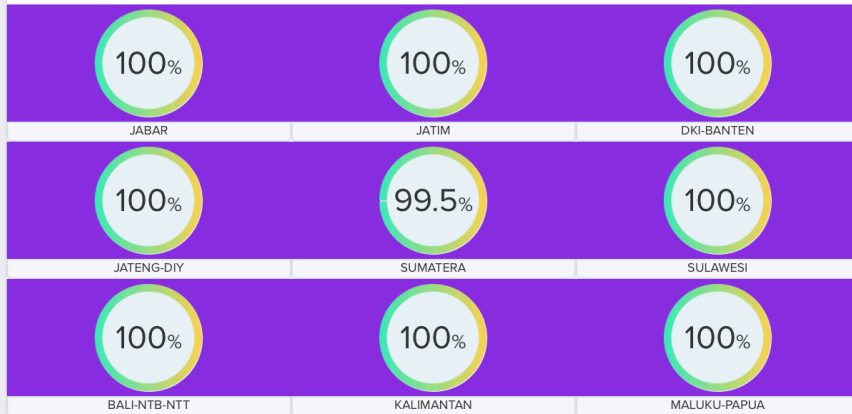 100% 100% 100%
JABAR JATIM DKI-BANTEN
100% 99.5% 100%
JATENG-DIY SUMATERA SULAWESI
100% 100% 100%
BALI-NTB-NTT KALIMANTAN MALUKU-PAPUA